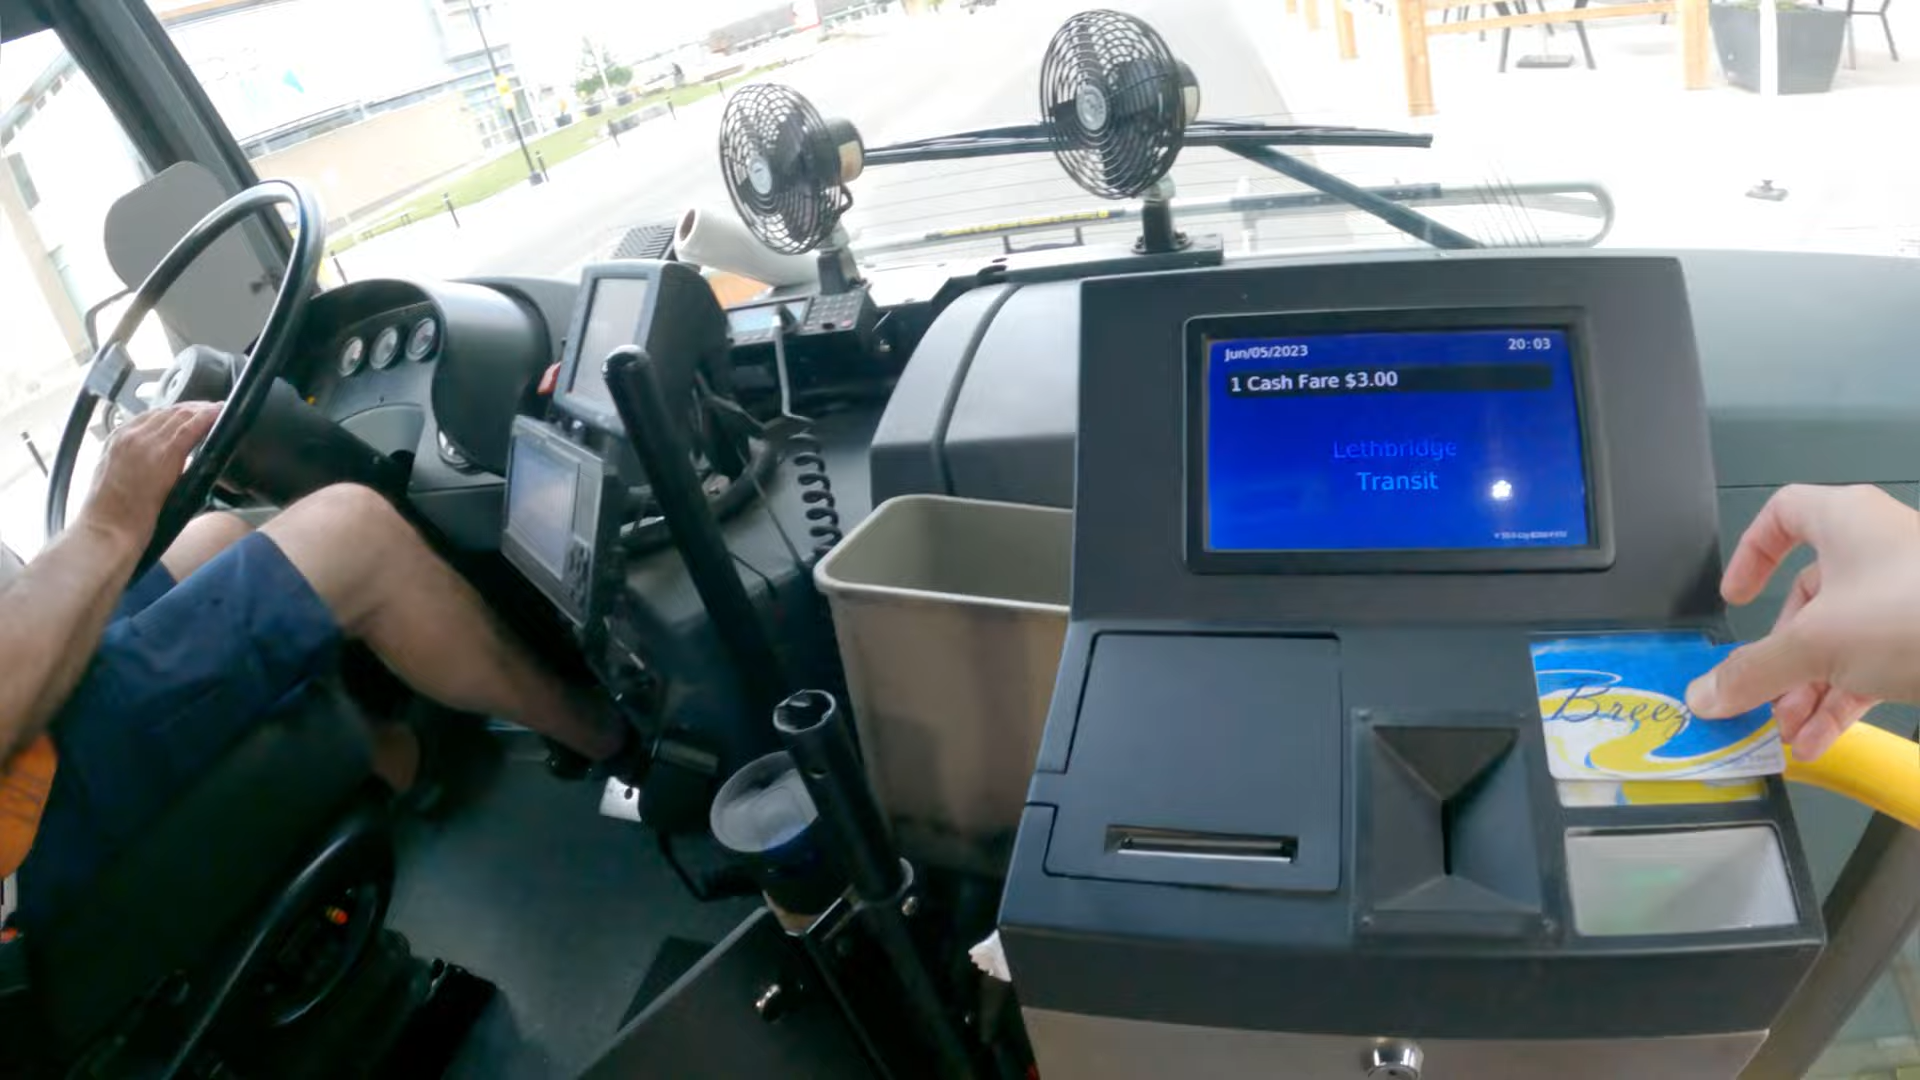 Jun/05/2023 20:03
1 Cash Fare $3.00
Lethbridge
Transit
Breez